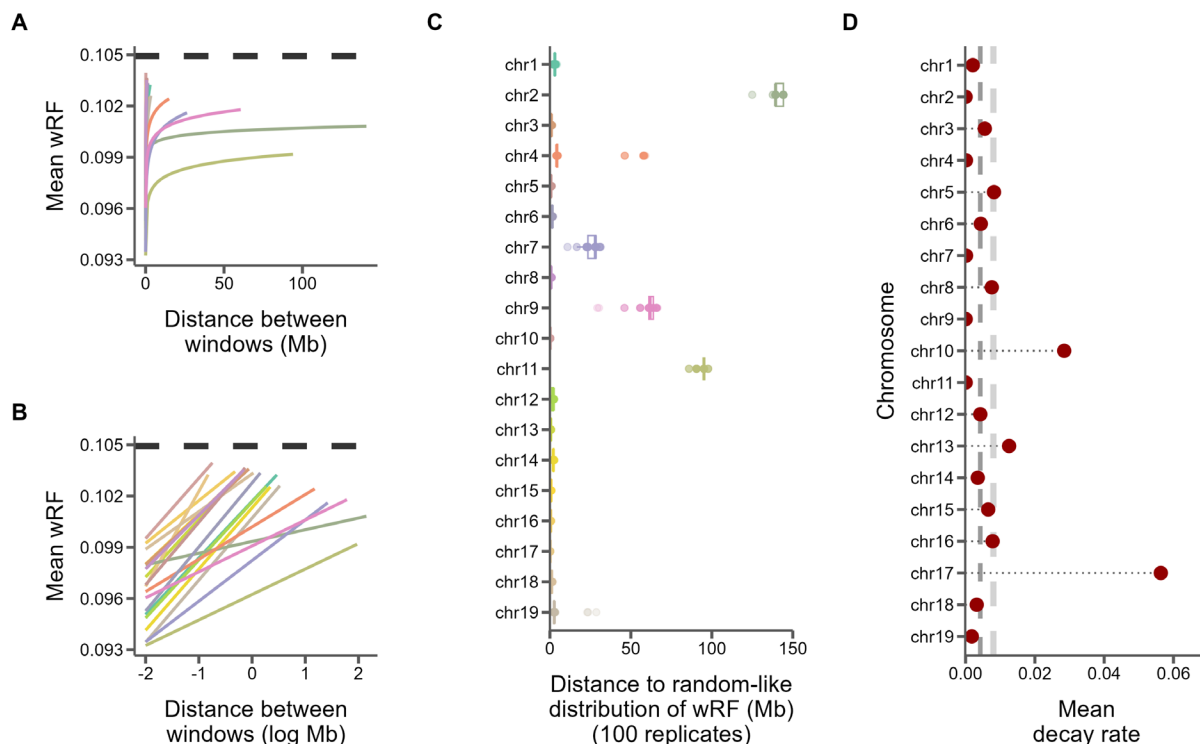 A
Mean wRF
0.105
0.102
0.099
0.096
0.093
0
50
100
Distance between
windows (Mb)
B
Mean wRF
0.105
0.102
0.099
0.096
0.093
-2
-1
0
1
2
Distance between
windows (log Mb)
C
chr1
chr2
chr3
chr4
chr5
chr6
chr7
chr8
chr9
chr10
chr11
chr12
chr13
chr14
chr15
chr16
chr17
chr18
chr19
0
50
100
150
Distance to random-like
distribution of wRF (Mb)
(100 replicates)
D
Chromosome
chr1
chr2
chr3
chr4
chr5
chr6
chr7
chr8
chr9
chr10
chr11
chr12
chr13
chr14
chr15
chr16
chr17
chr18
chr19
0.00
0.02
0.04
0.06
Mean
decay rate